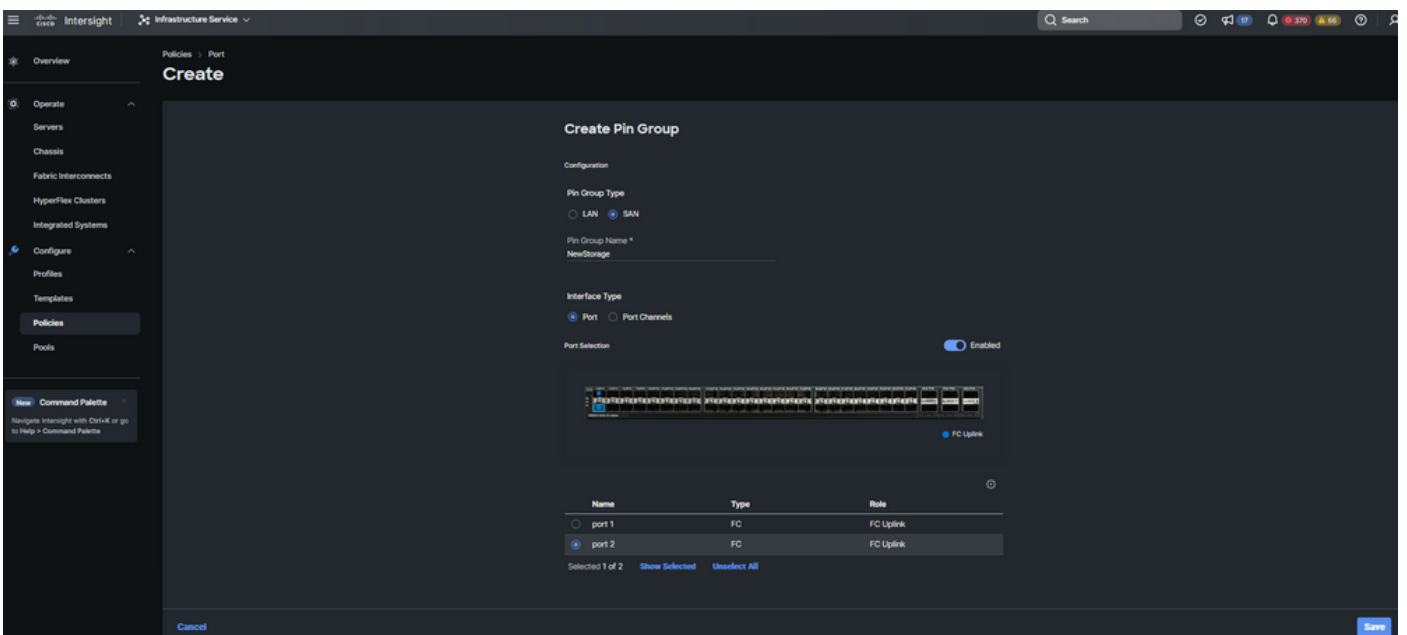 CISCO Intersight
Infrastructure Service
Search
17
370
66
Overview
Operate
Servers
Chassis
Fabric Interconnects
HyperFlex Clusters
Integrated Systems
Configure
Profiles
Templates
Policies
Pools
New Command Palette
Navigate Intersight with Ctrl+K or go
to Help > Command Palette
Policies > Port
Create
Create Pin Group
Configuration
Pin Group Type
LAN SAN
Pin Group Name *
NewStorage
Interface Type
Port Port Channels
Port Selection Enabled
FC Uplink
Name Type Role
port 1 FC FC Uplink
port 2 FC FC Uplink
Selected 1 of 2 Show Selected Unselect All
Cancel Save